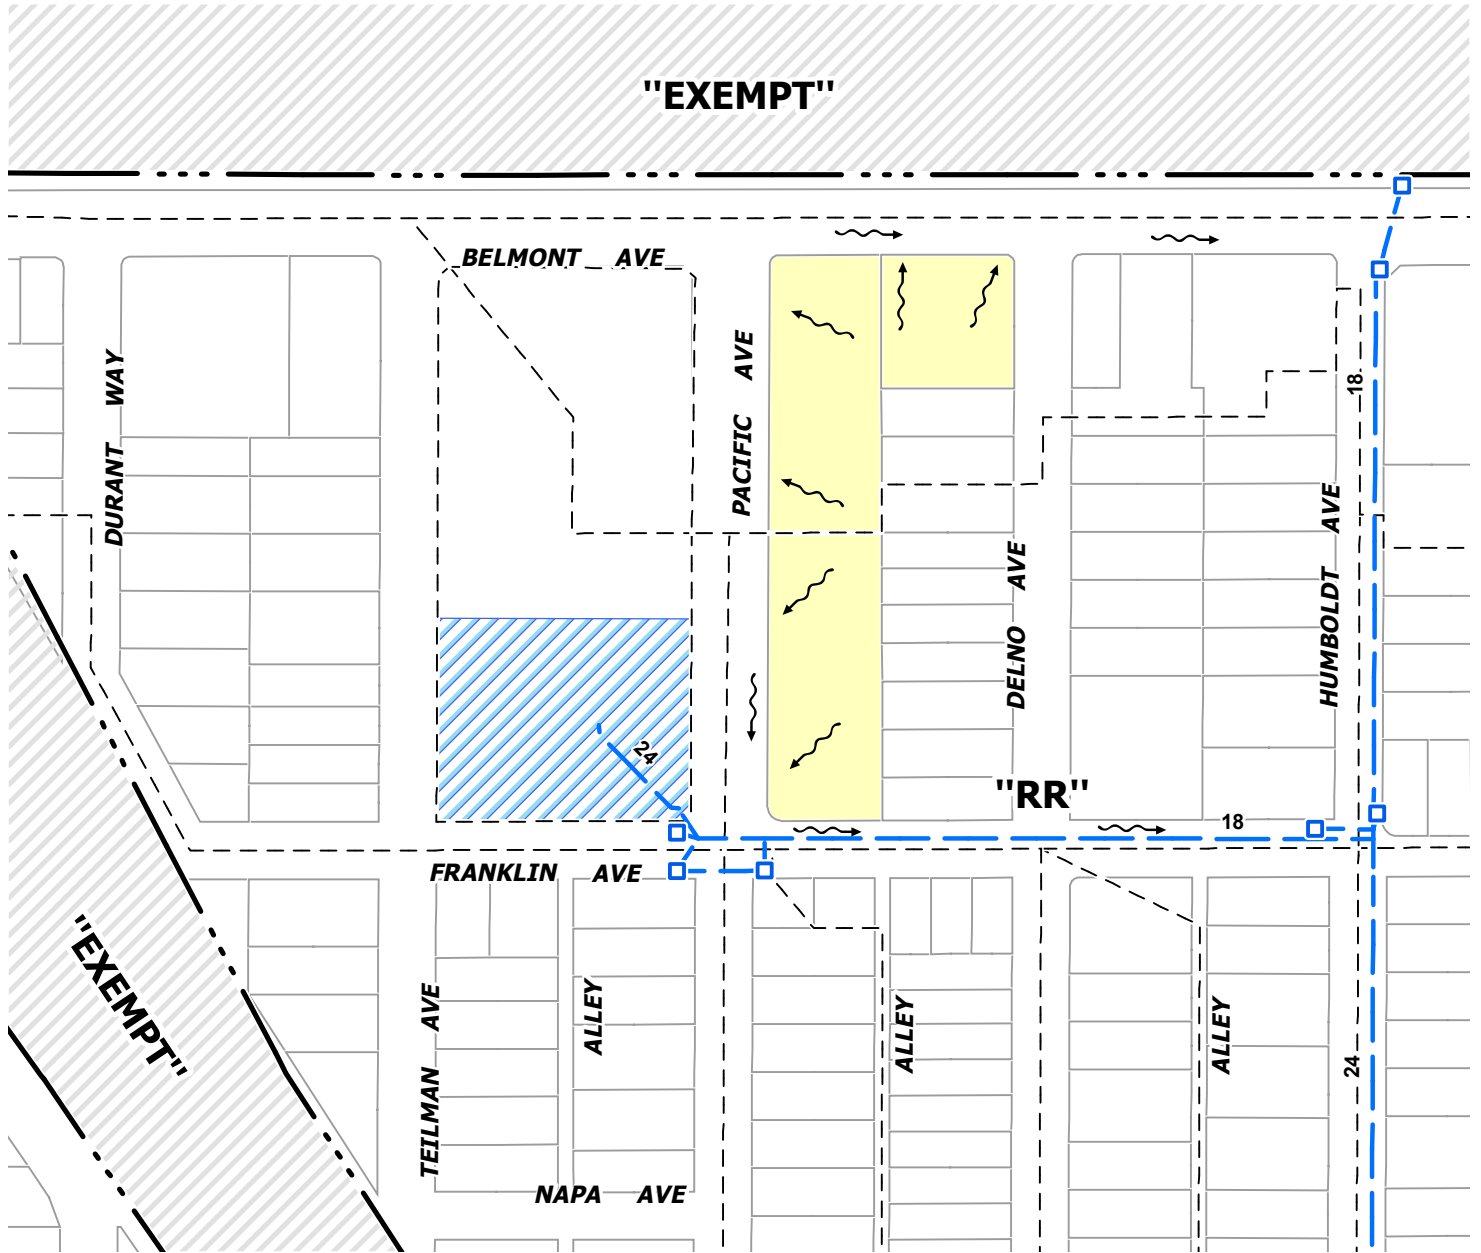 "EXEMPT"
BELMONT AVE
DURANT WAY
PACIFIC AVE
18
DELNO AVE
HUMBOLDT AVE
24
"RR"
18
FRANKLIN AVE
"EXEMPT"
TEILMAN AVE
ALLEY
ALLEY
ALLEY
24
NAPA AVE